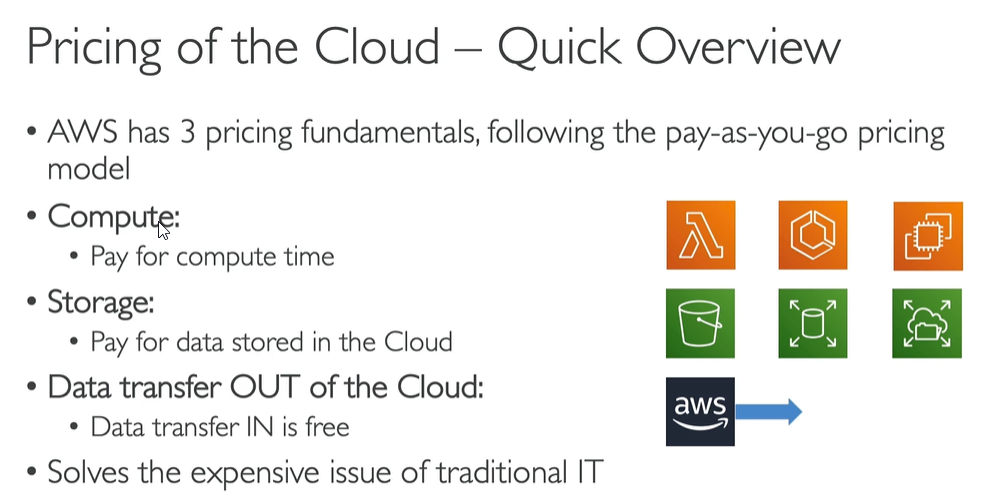 Pricing of the Cloud – Quick Overview
• AWS has 3 pricing fundamentals, following the pay-as-you-go pricing
model
• Compute:
• Pay for compute time
• Storage:
• Pay for data stored in the Cloud
• Data transfer OUT of the Cloud:
• Data transfer IN is free
• Solves the expensive issue of traditional IT
aws